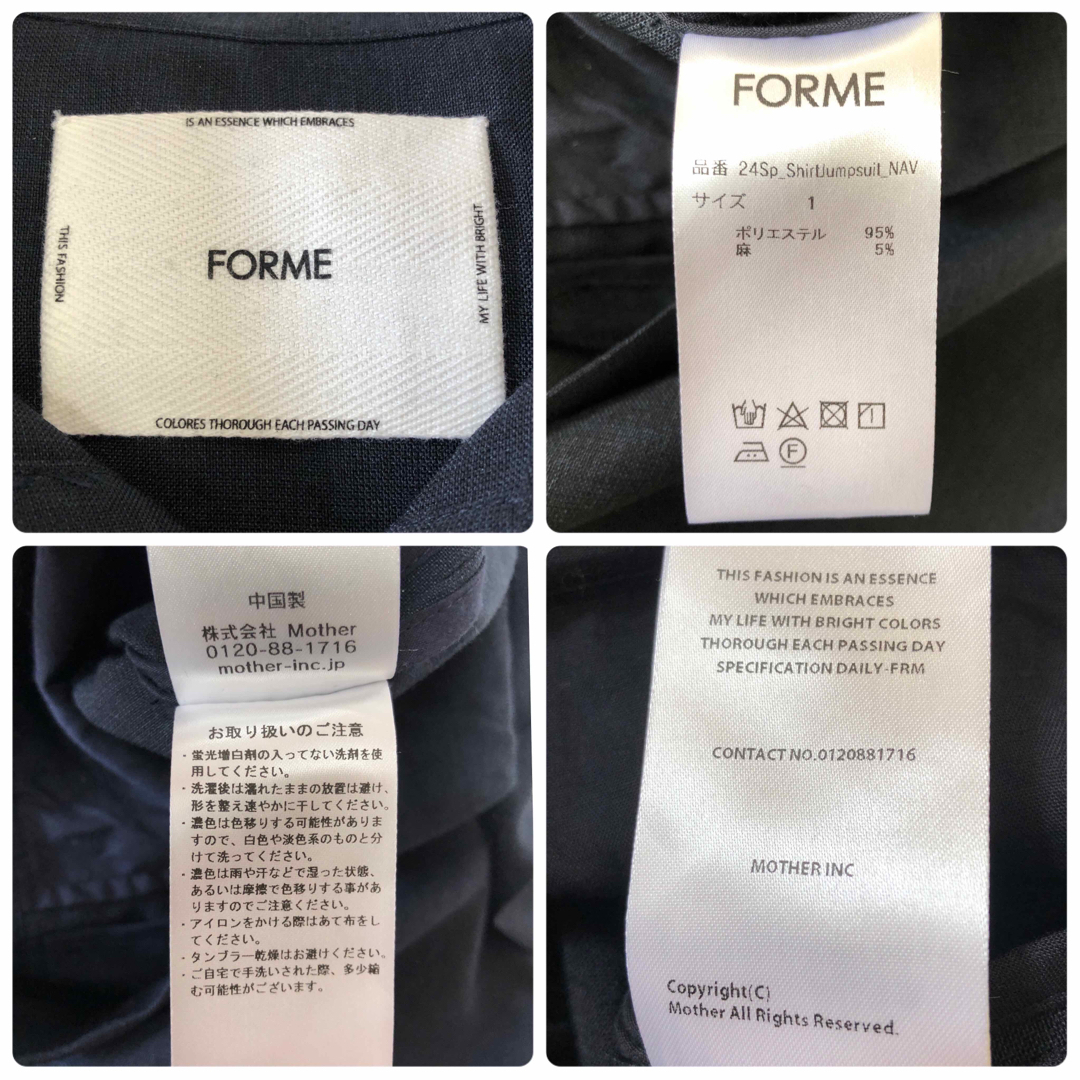 IS AN ESSENCE WHICH EMBRACES
THIS FASHION
FORME
MY LIFE WITH BRIGHT
COLORES THOROUGH EACH PASSING DAY
FORME
品番 24Sp_ShirtJumpsuit_NAV
サイズ 1
ポリエステル 95%
麻 5%
F
中国製
株式会社 Mother
0120-88-1716
mother-inc.jp
お取り扱いのご注意
・蛍光増白剤の入ってない洗剤を使
用してください。
・洗濯後は濡れたままの放置は避け、
形を整え速やかに干してください。
・濃色は色移りする可能性がありま
すので、白色や淡色系のものと分
けて洗ってください。
・濃色は雨や汗などで湿った状態、
あるいは摩擦で色移りする事があ
りますのでご注意ください。
・アイロンをかける際はあて布をし
てください。
・タンブラー乾燥はお避けください。
・ご自宅で手洗いされた際、多少縮
む可能性がございます。
THIS FASHION IS AN ESSENCE
WHICH EMBRACES
MY LIFE WITH BRIGHT COLORS
THOROUGH EACH PASSING DAY
SPECIFICATION DAILY-FRM
CONTACT NO.0120881716
MOTHER INC
Copyright(C)
Mother All Rights Reserved.